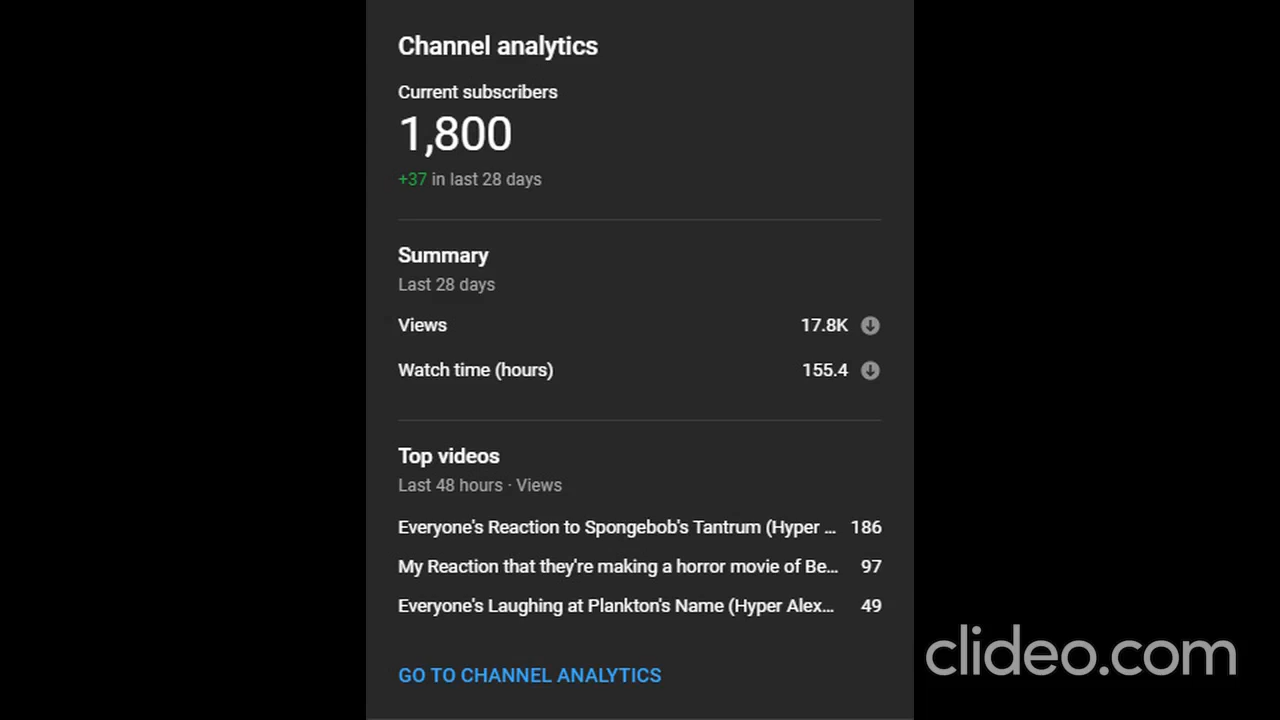 Channel analytics
Current subscribers
1,800
+37 in last 28 days
Summary
Last 28 days
Views 17.8K
Watch time (hours) 155.4
Top videos
Last 48 hours · Views
Everyone's Reaction to Spongebob's Tantrum (Hyper ... 186
My Reaction that they're making a horror movie of Be... 97
Everyone's Laughing at Plankton's Name (Hyper Alex... 49
GO TO CHANNEL ANALYTICS
clideo.com